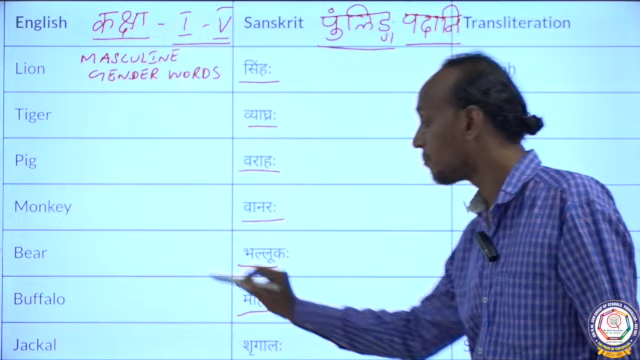 English कक्षा - I - V Sanskrit पुंलिङ्ग पदानि Transliteration
MASCULINE
Lion GENDER WORDS सिंहः
Tiger व्याघ्रः
Pig वराहः
Monkey वानरः
Bear भल्लूकः
Buffalo
Jackal शृगालः